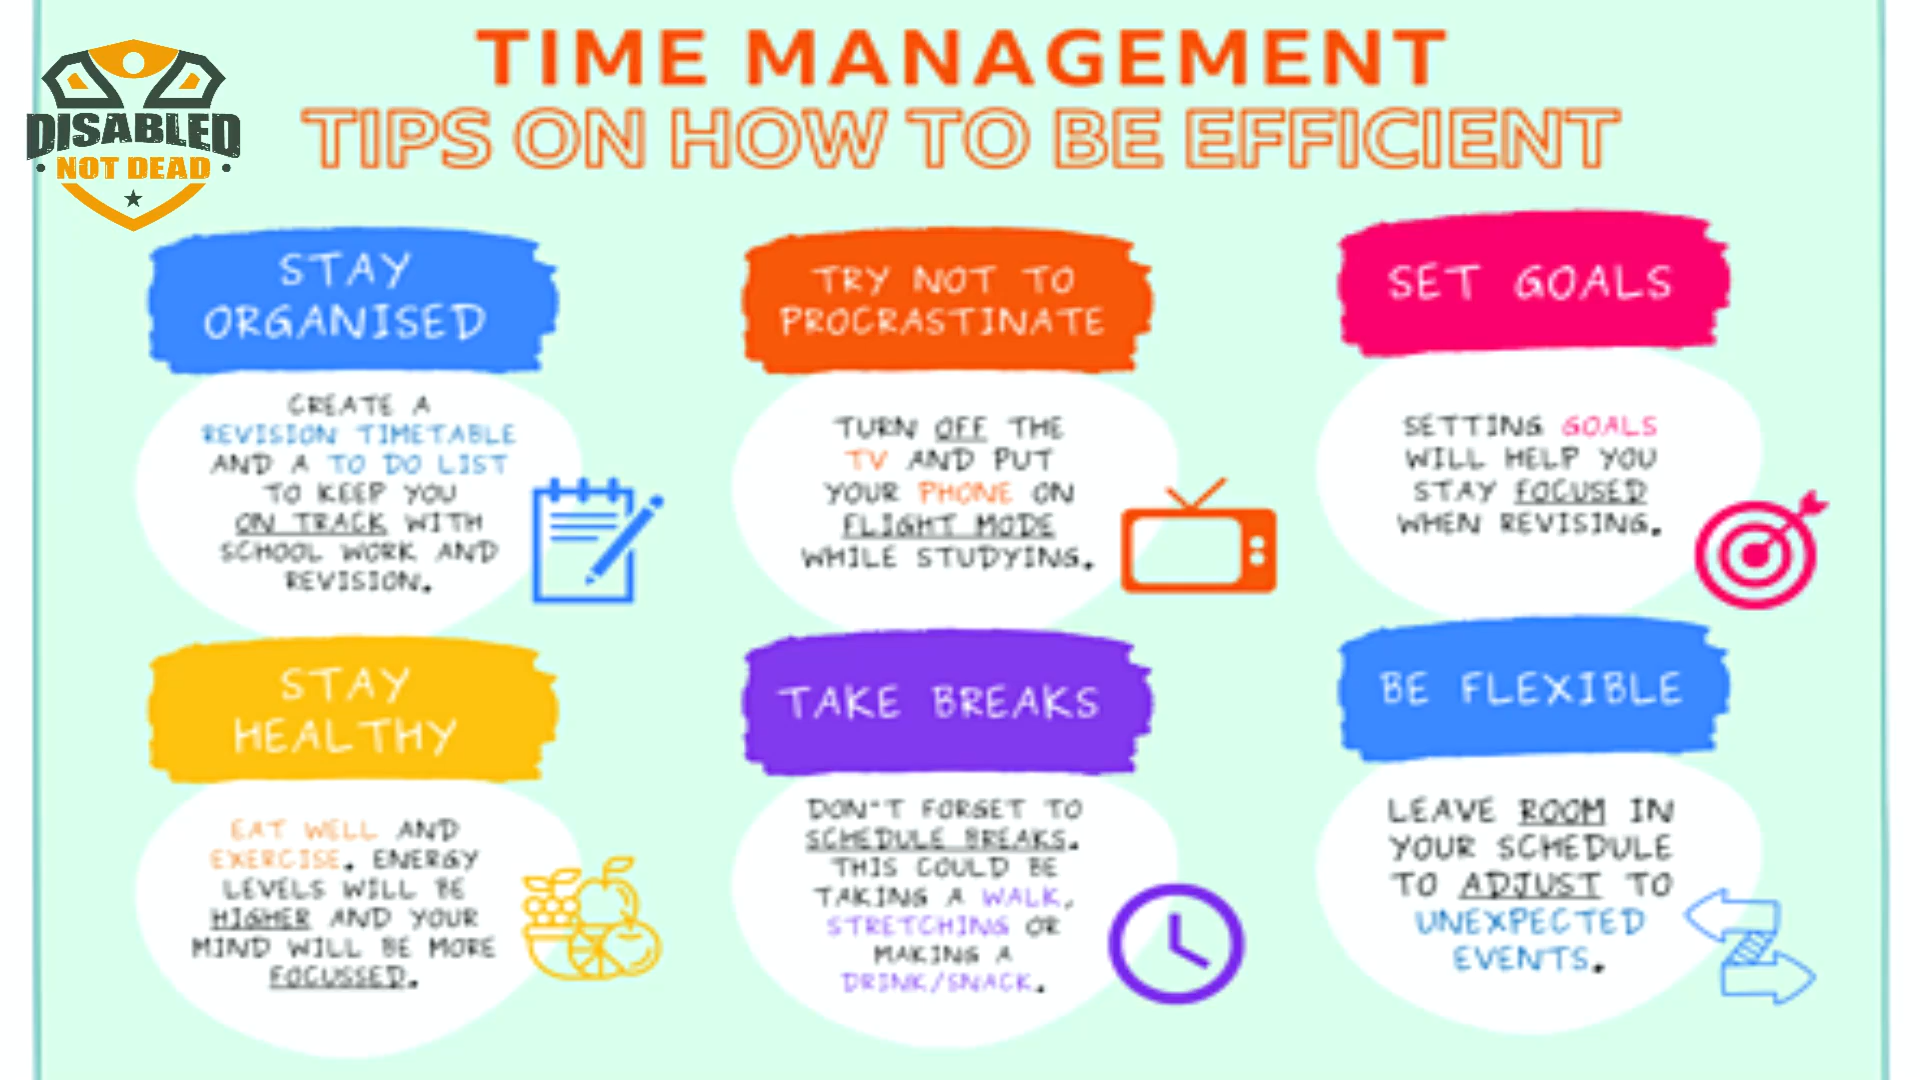 DISABLED
• NOT DEAD •
TIME MANAGEMENT
TIPS ON HOW TO BE EFFICIENT
STAY
ORGANISED
CREATE A
REVISION TIMETABLE
AND A TO DO LIST
TO KEEP YOU
ON TRACK WITH
SCHOOL WORK AND
REVISION.
TRY NOT TO
PROCRASTINATE
TURN OFF THE
TV AND PUT
YOUR PHONE ON
FLIGHT MODE
WHILE STUDYING.
SET GOALS
SETTING GOALS
WILL HELP YOU
STAY FOCUSED
WHEN REVISING.
STAY
HEALTHY
EAT WELL AND
EXERCISE. ENERGY
LEVELS WILL BE
HIGHER AND YOUR
MIND WILL BE MORE
FOCUSSED.
TAKE BREAKS
DON"T FORGET TO
SCHEDULE BREAKS.
THIS COULD BE
TAKING A WALK,
STRETCHING OR
MAKING A
DRINK/SNACK.
BE FLEXIBLE
LEAVE ROOM IN
YOUR SCHEDULE
TO ADJUST TO
UNEXPECTED
EVENTS.